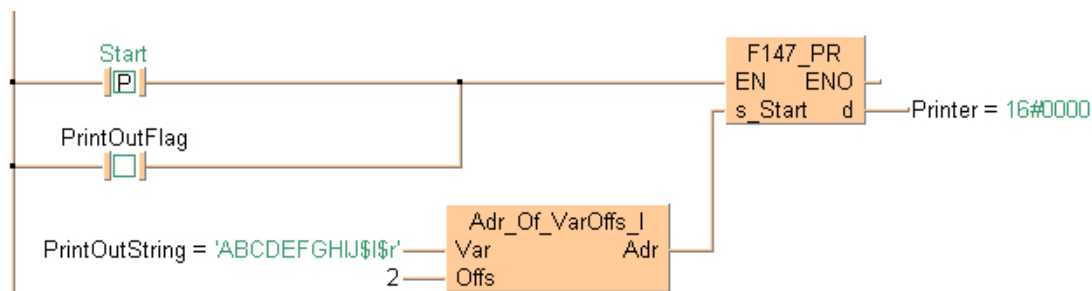 Start
P
PrintOutFlag
F147_PR
EN ENO
s_Start d
Printer = 16#0000
Adr_Of_VarOffs_I
PrintOutString = 'ABCDEFGHIJ$l$r'
Var Adr
2
Offs